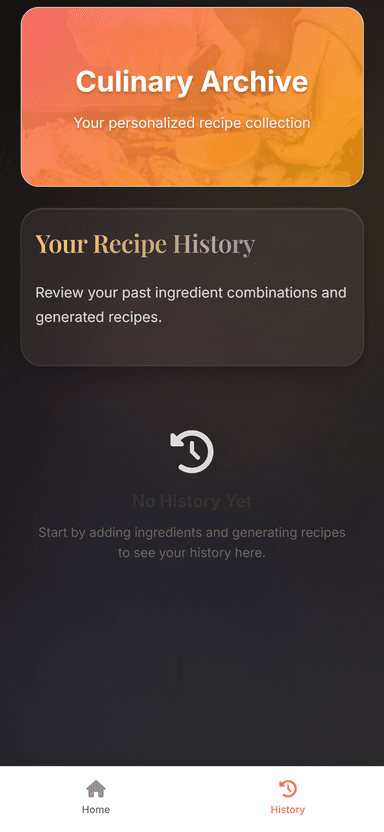 Culinary Archive
Your personalized recipe collection
Your Recipe History
Review your past ingredient combinations and
generated recipes.
No History Yet
Start by adding ingredients and generating recipes
to see your history here.
Home
History